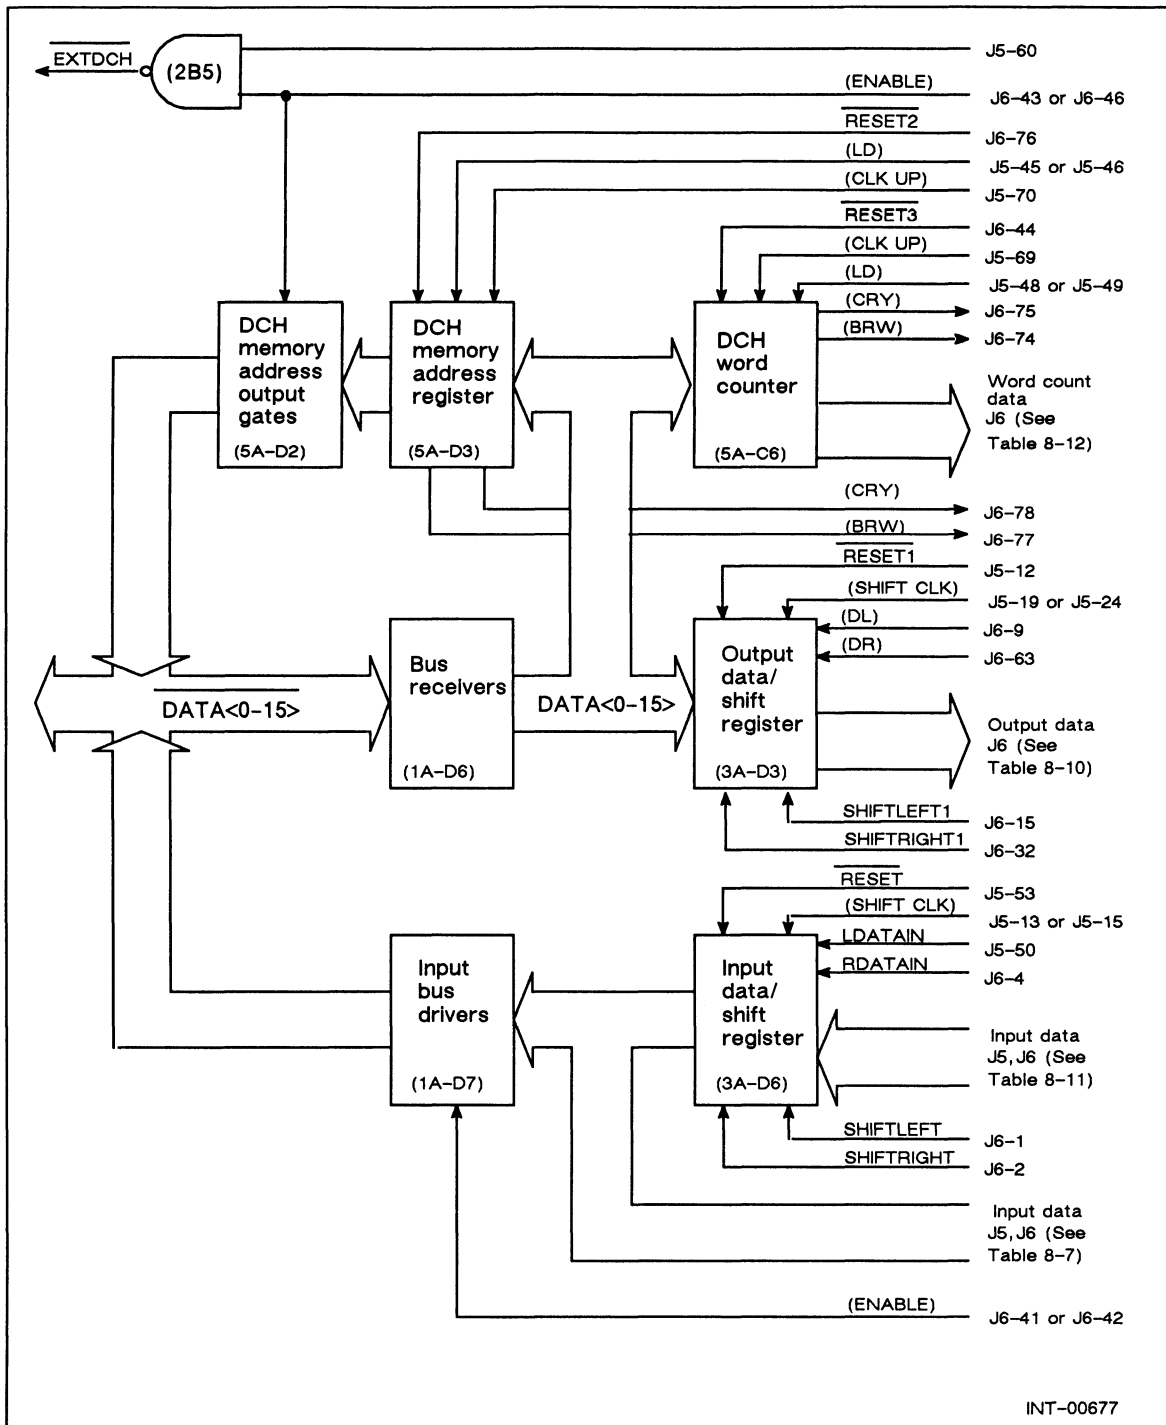 EXTDCH
(2B5)
J5-60
(ENABLE)
J6-43 or J6-46
RESET2
J6-76
(LD)
J5-45 or J5-46
(CLK UP)
J5-70
RESET3
J6-44
(CLK UP)
J5-69
(LD)
J5-48 or J5-49
(CRY)
J6-75
(BRW)
J6-74
DCH
memory
address
output
gates
(5A-D2)
DCH
memory
address
register
(5A-D3)
DCH
word
counter
(5A-C6)
Word count
data
J6 (See
Table 8-12)
(CRY)
J6-78
(BRW)
J6-77
RESET1
J5-12
(SHIFT CLK)
J5-19 or J5-24
(DL)
J6-9
(DR)
J6-63
DATA<0-15>
Bus
receivers
(1A-D6)
DATA<0-15>
Output
data/
shift
register
(3A-D3)
Output data
J6 (See
Table 8-10)
SHIFTLEFT1
J6-15
SHIFTRIGHT1
J6-32
RESET
J5-53
(SHIFT CLK)
J5-13 or J5-15
LDATAIN
J5-50
RDATAIN
J6-4
Input
bus
drivers
(1A-D7)
Input
data/
shift
register
(3A-D6)
Input data
J5,J6 (See
Table 8-11)
SHIFTLEFT
J6-1
SHIFTRIGHT
J6-2
Input data
J5,J6 (See
Table 8-7)
(ENABLE)
J6-41 or J6-42
INT-00677